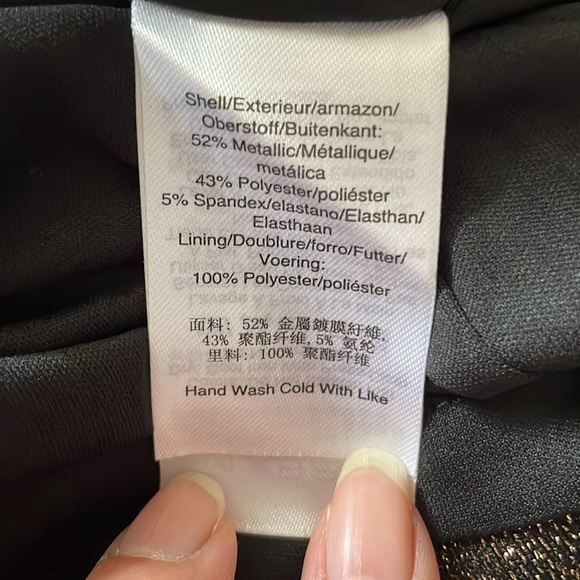 Shell/Exterieur/armazon/
Oberstoff/Buitenkant:
52% Metallic/Métallique/
metálica
43% Polyester/poliéster
5% Spandex/elastano/Elasthan/
Elasthaan
Lining/Doublure/forro/Futter/
Voering:
100% Polyester/poliéster
面料: 52% 金屬鍍膜紆維,
43% 聚酯纤维,5% 氨纶
里料: 100% 聚酯纤维
Hand Wash Cold With Like